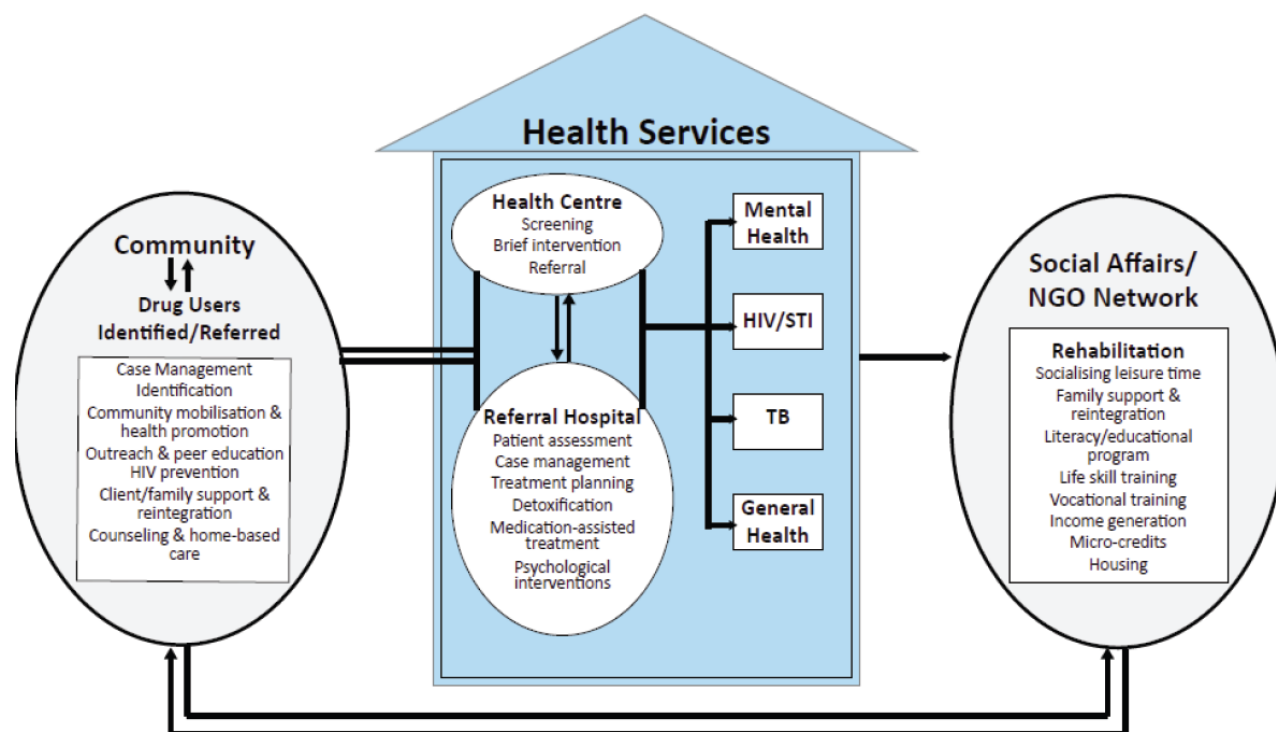 Health Services
Community
Drug Users
Identified/Referred
Case Management
Identification
Community mobilisation &
health promotion
Outreach & peer education
HIV prevention
Client/family support &
reintegration
Counseling & home-based
care
Health Centre
Screening
Brief intervention
Referral
Referral Hospital
Patient assessment
Case management
Treatment planning
Detoxification
Medication-assisted
treatment
Psychological
interventions
Mental
Health
HIV/STI
TB
General
Health
Social Affairs/
NGO Network
Rehabilitation
Socialising leisure time
Family support &
reintegration
Literacy/educational
program
Life skill training
Vocational training
Income generation
Micro-credits
Housing